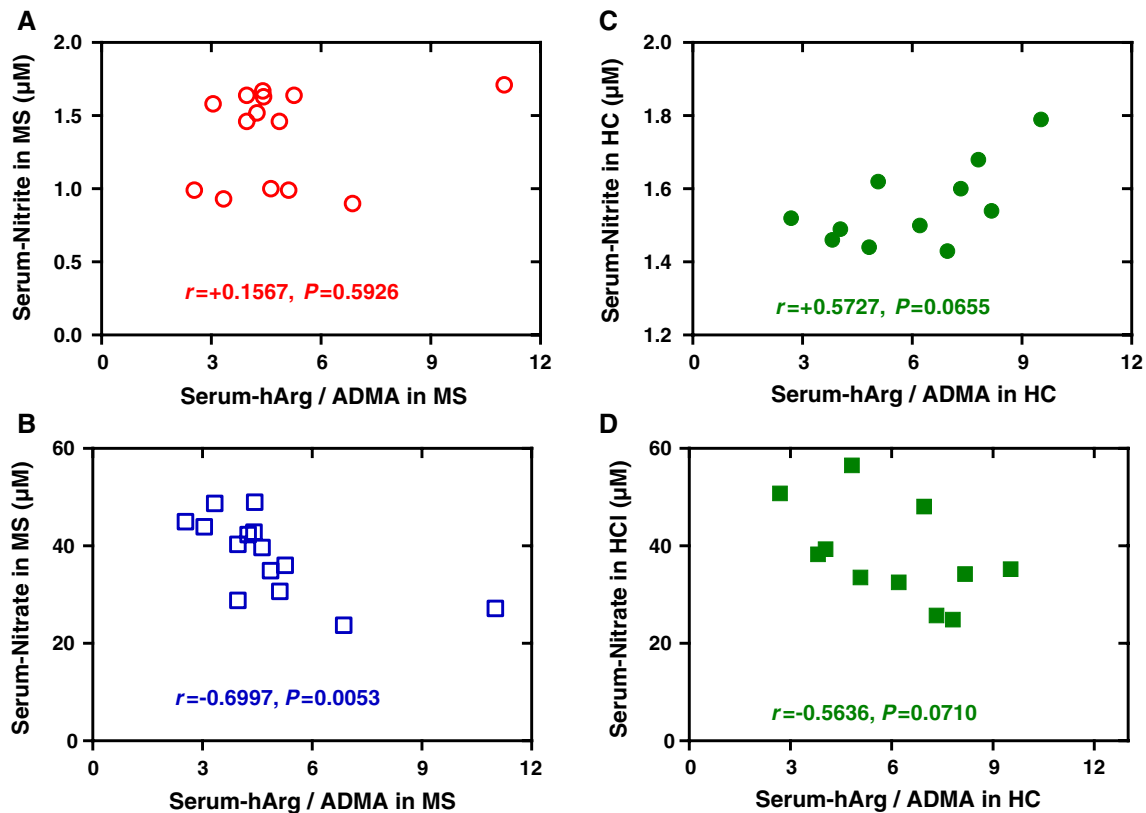 A
Serum-Nitrite in MS (µM)
2.0
1.5
1.0
0.5
0.0
r=+0.1567, P=0.5926
0 3 6 9 12
Serum-hArg / ADMA in MS
C
Serum-Nitrite in HC (µM)
2.0
1.8
1.6
1.4
1.2
r=+0.5727, P=0.0655
0 3 6 9 12
Serum-hArg / ADMA in HC
B
Serum-Nitrate in MS (µM)
60
40
20
0
r=-0.6997, P=0.0053
0 3 6 9 12
Serum-hArg / ADMA in MS
D
Serum-Nitrate in HCl (µM)
60
40
20
0
r=-0.5636, P=0.0710
0 3 6 9 12
Serum-hArg / ADMA in HC